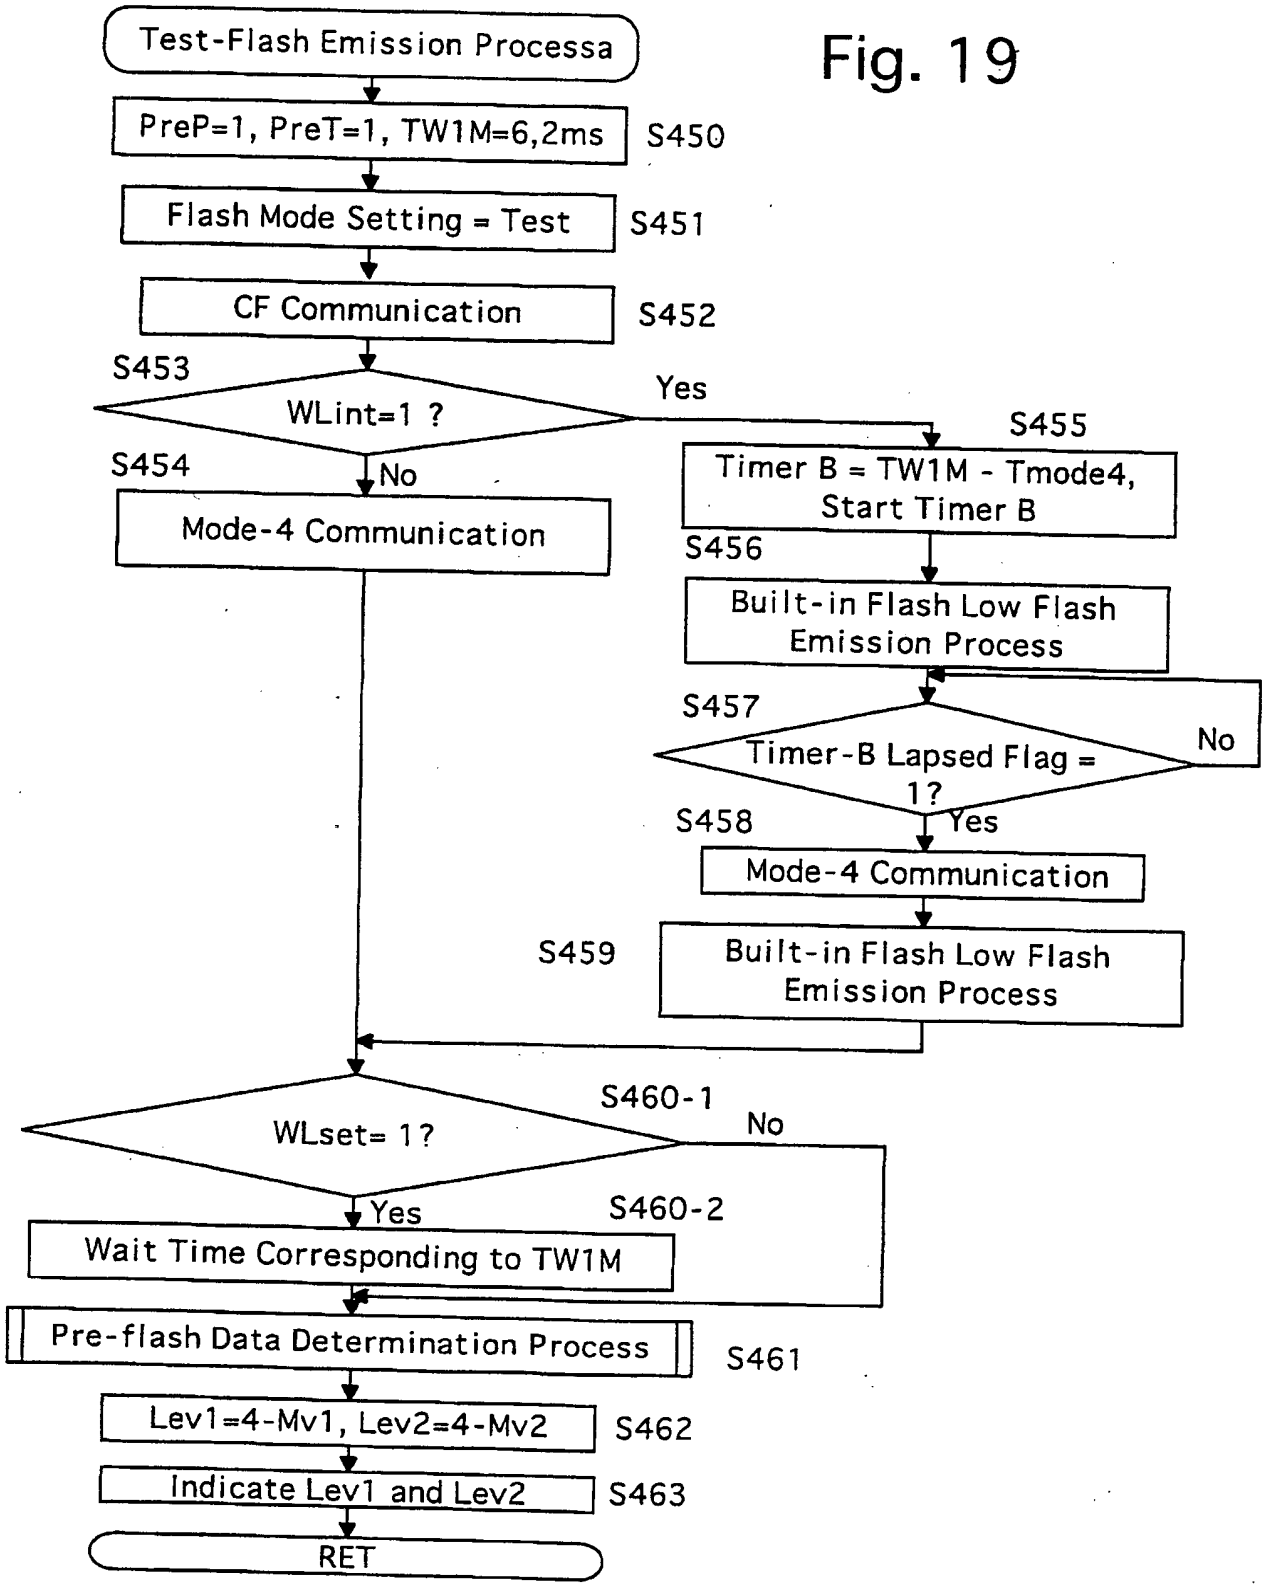 Fig. 19
Test-Flash Emission Processa
PreP=1, PreT=1, TW1M=6,2ms
S450
Flash Mode Setting = Test
S451
CF Communication
S452
S453
WLint=1 ?
Yes
No
S454
Mode-4 Communication
S455
Timer B = TW1M - Tmode4,
Start Timer B
S456
Built-in Flash Low Flash
Emission Process
S457
Timer-B Lapsed Flag =
1?
No
Yes
S458
Mode-4 Communication
S459
Built-in Flash Low Flash
Emission Process
S460-1
WLset= 1?
No
Yes
S460-2
Wait Time Corresponding to TW1M
Pre-flash Data Determination Process
S461
Lev1=4-Mv1, Lev2=4-Mv2
S462
Indicate Lev1 and Lev2
S463
RET